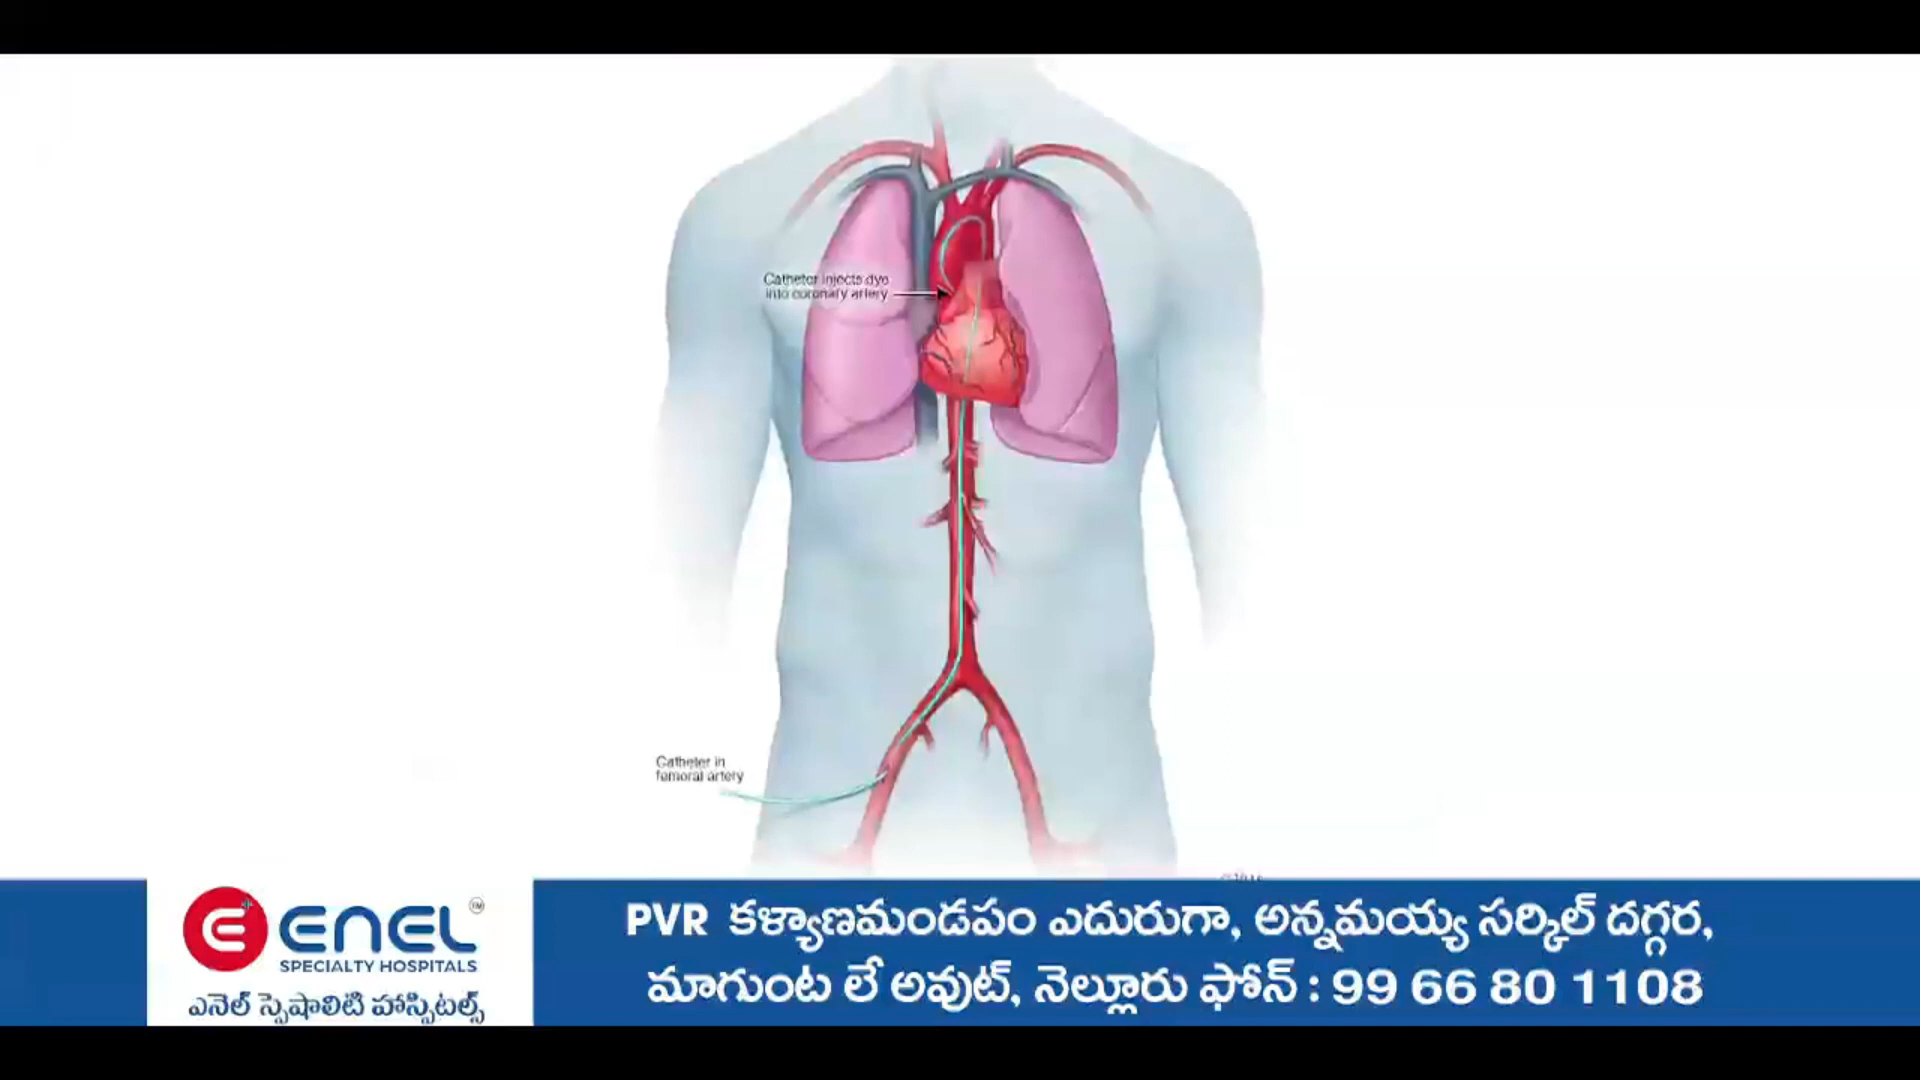 Catheter injects dye
into coronary artery
Catheter in
femoral artery
ENEL TM
SPECIALTY HOSPITALS
ఎనెల్ స్పెషాలిటి హాస్పిటల్స్
PVR కళ్యాణమండపం ఎదురుగా, అన్నమయ్య సర్కిల్ దగ్గర,
మాగుంట లే అవుట్, నెల్లూరు ఫోన్ : 99 66 80 1108